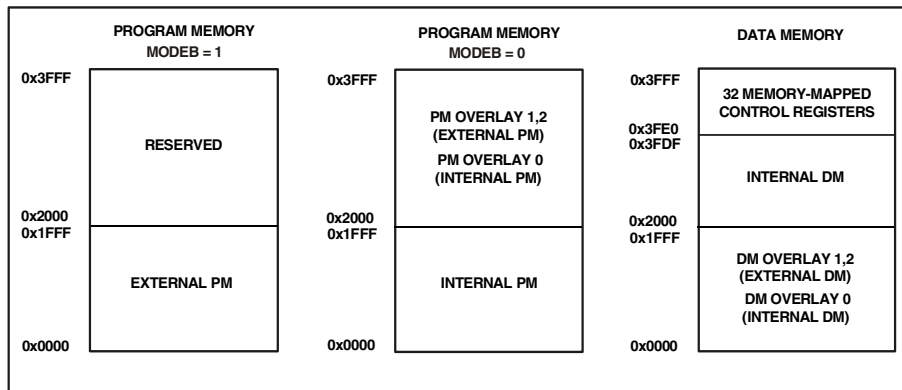 PROGRAM MEMORY
MODEB = 1
0x3FFF
RESERVED
0x2000
0x1FFF
EXTERNAL PM
0x0000
PROGRAM MEMORY
MODEB = 0
0x3FFF
PM OVERLAY 1,2
(EXTERNAL PM)
PM OVERLAY 0
(INTERNAL PM)
0x2000
0x1FFF
INTERNAL PM
0x0000
DATA MEMORY
0x3FFF
32 MEMORY-MAPPED
CONTROL REGISTERS
0x3FE0
0x3FDF
INTERNAL DM
0x2000
0x1FFF
DM OVERLAY 1,2
(EXTERNAL DM)
DM OVERLAY 0
(INTERNAL DM)
0x0000